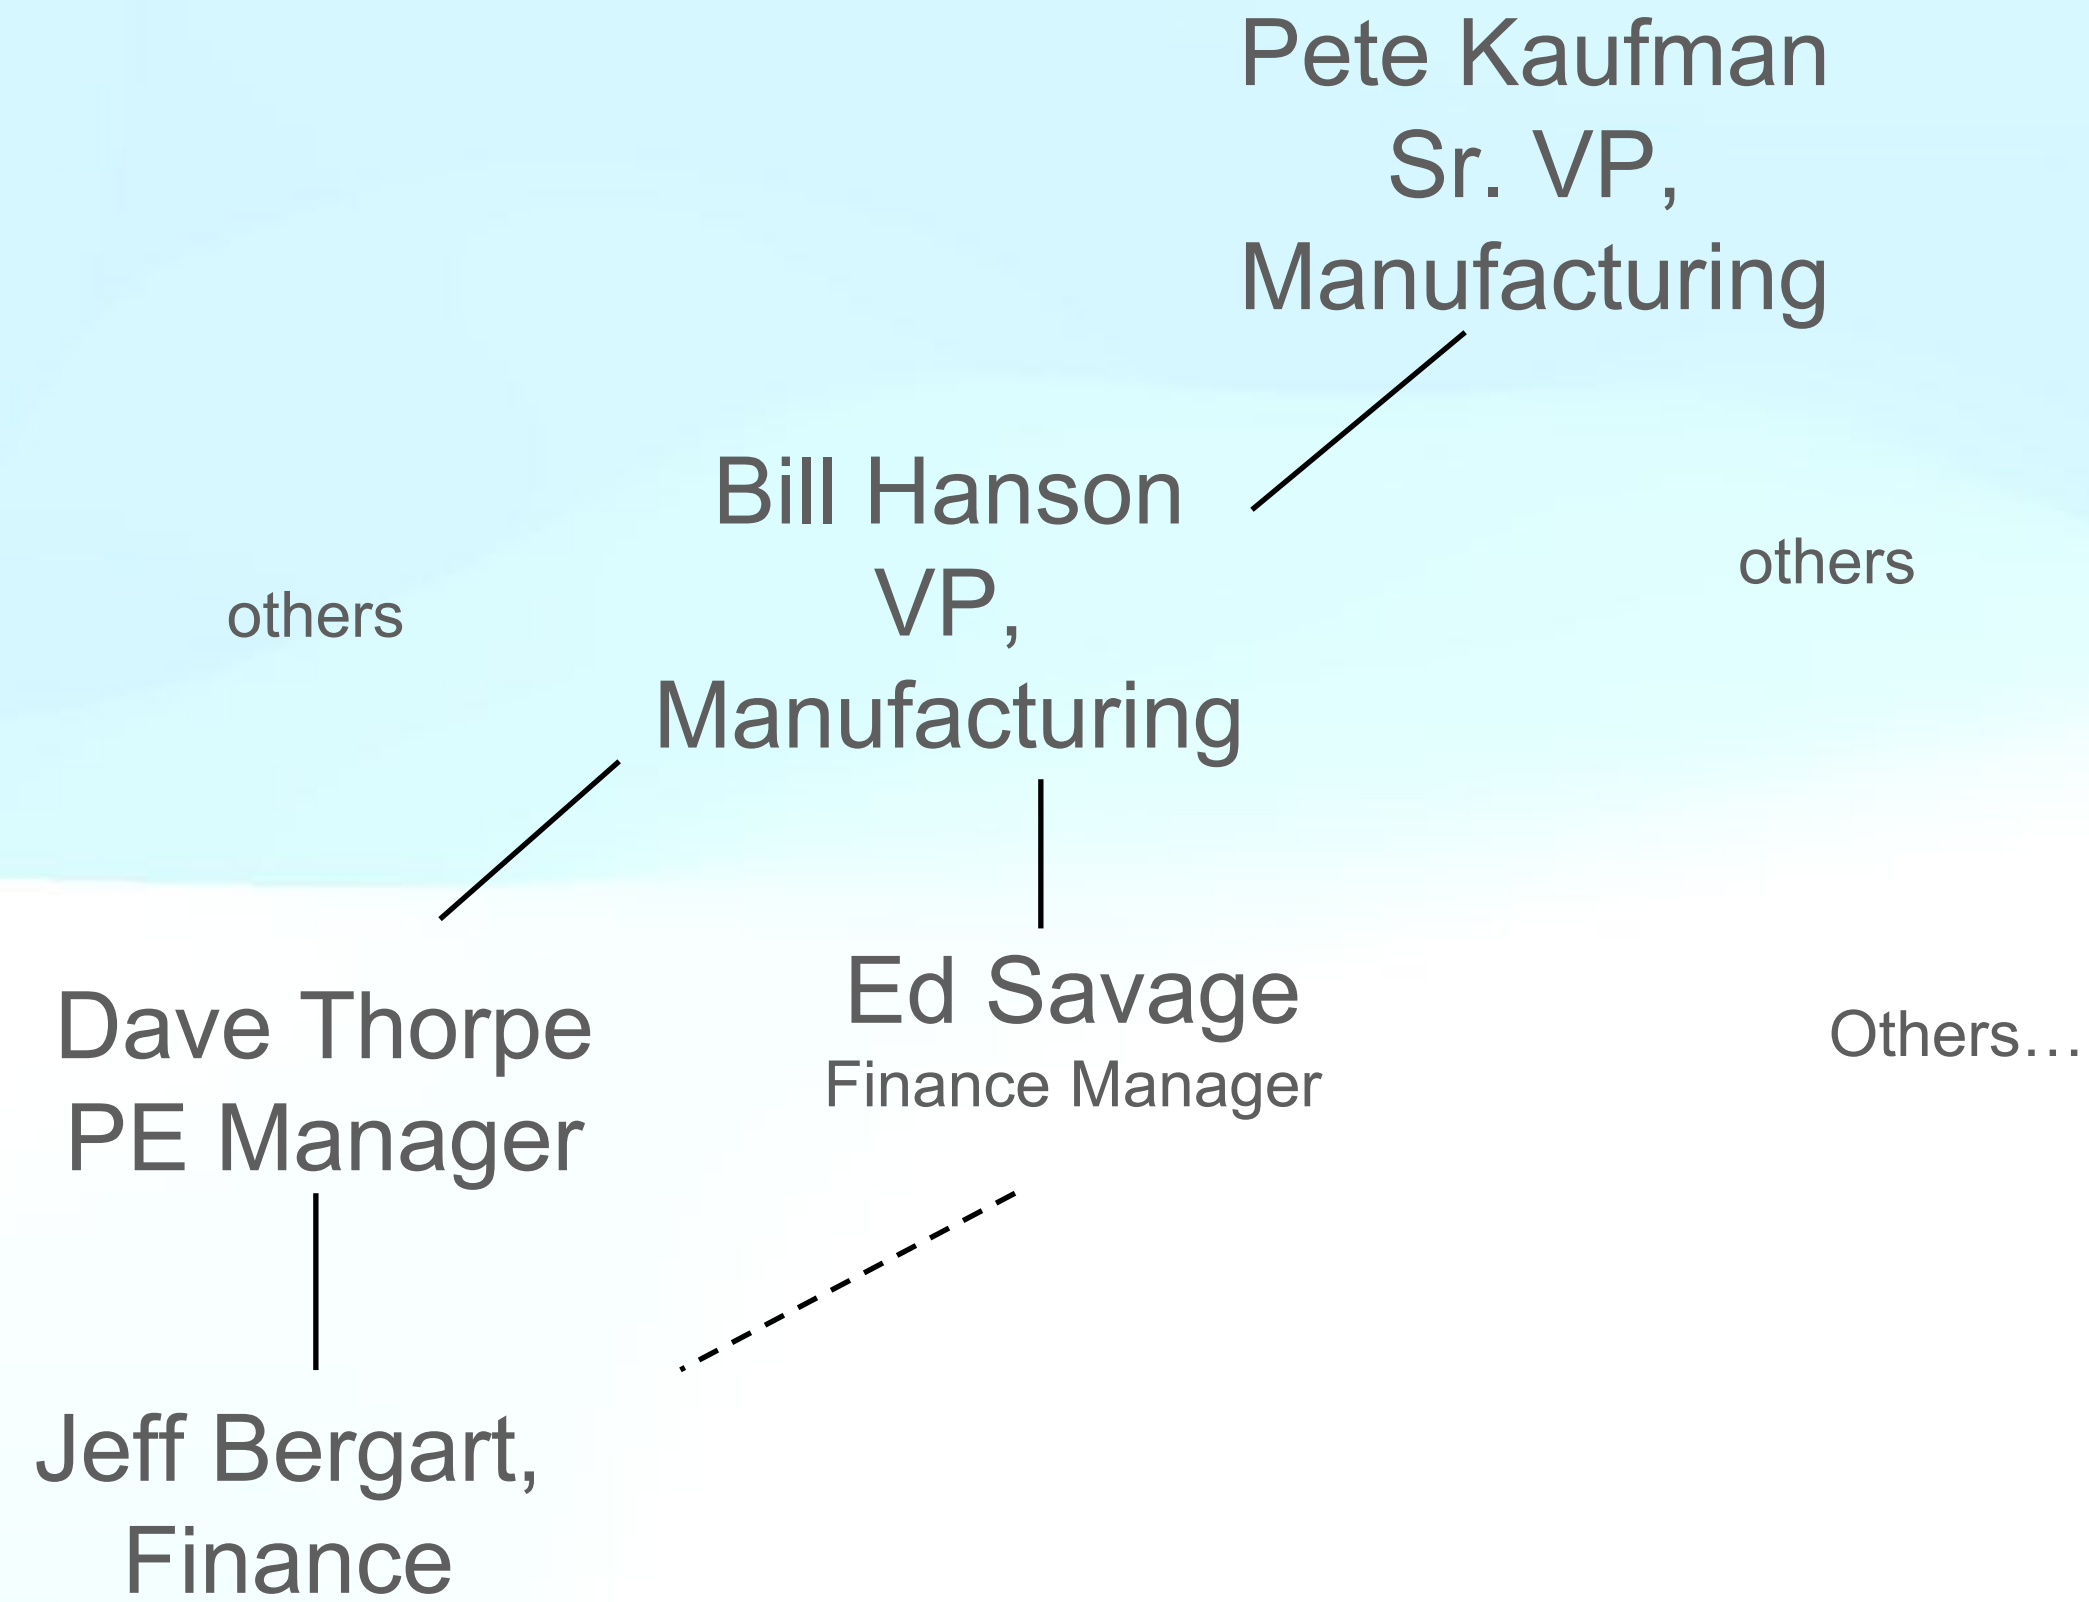 Pete Kaufman
Sr. VP,
Manufacturing
Bill Hanson
VP,
Manufacturing
others
others
Dave Thorpe
PE Manager
Ed Savage
Finance Manager
Others…
Jeff Bergart,
Finance